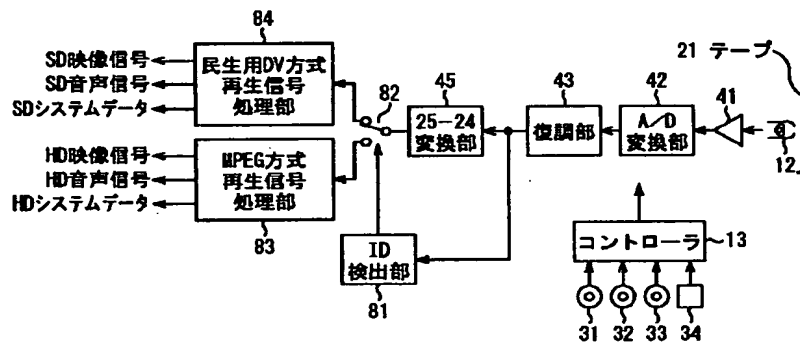 84
SD映像信号
SD音声信号
SDシステムデータ
民生用DV方式
再生信号
処理部
82
45
25-24
変換部
43
復調部
42
A/D
変換部
41
21 テープ
12
HD映像信号
HD音声信号
HDシステムデータ
MPEG方式
再生信号
処理部
83
ID
検出部
81
コントローラ
13
31
32
33
34